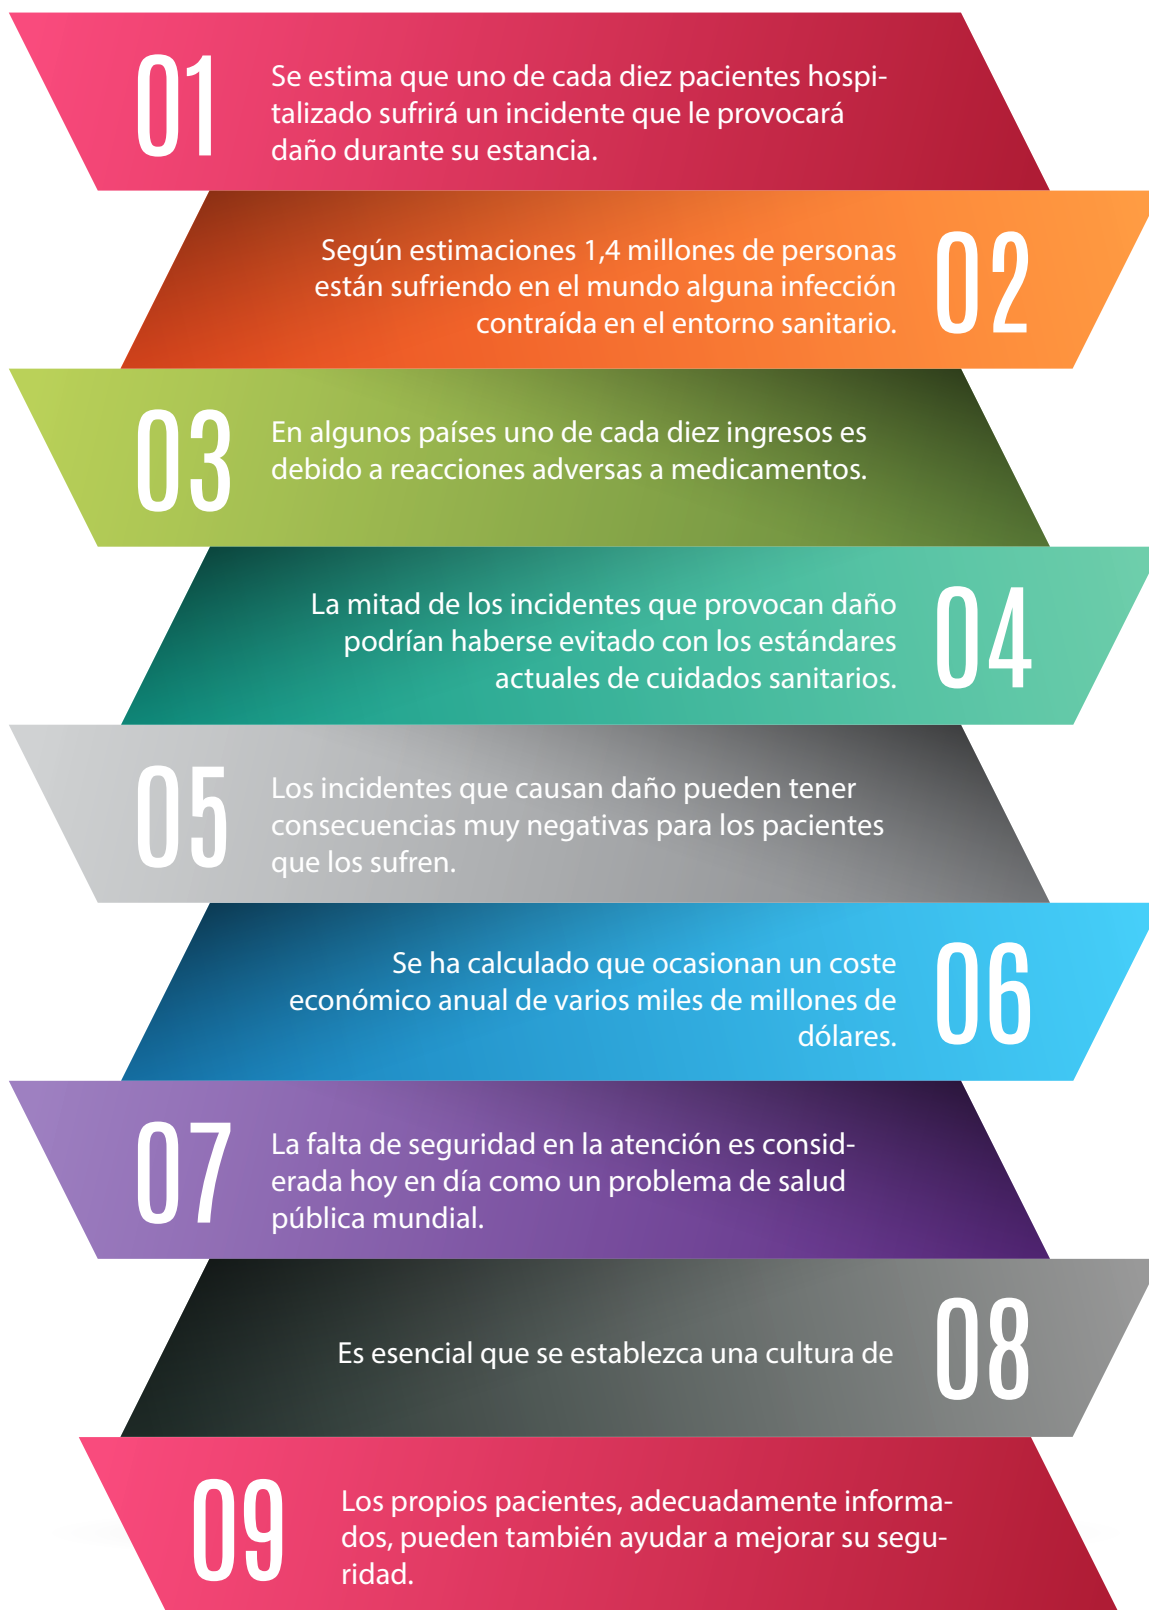 01
Se estima que uno de cada diez pacientes hospi-
talizado sufrirá un incidente que le provocará
daño durante su estancia.
Según estimaciones 1,4 millones de personas
están sufriendo en el mundo alguna infección
contraída en el entorno sanitario.
02
03
En algunos países uno de cada diez ingresos es
debido a reacciones adversas a medicamentos.
La mitad de los incidentes que provocan daño
podrían haberse evitado con los estándares
actuales de cuidados sanitarios.
04
05
Los incidentes que causan daño pueden tener
consecuencias muy negativas para los pacientes
que los sufren.
Se ha calculado que ocasionan un coste
económico anual de varios miles de millones de
dólares.
06
07
La falta de seguridad en la atención es consid-
erada hoy en día como un problema de salud
pública mundial.
Es esencial que se establezca una cultura de
08
09
Los propios pacientes, adecuadamente informa-
dos, pueden también ayudar a mejorar su segu-
ridad.